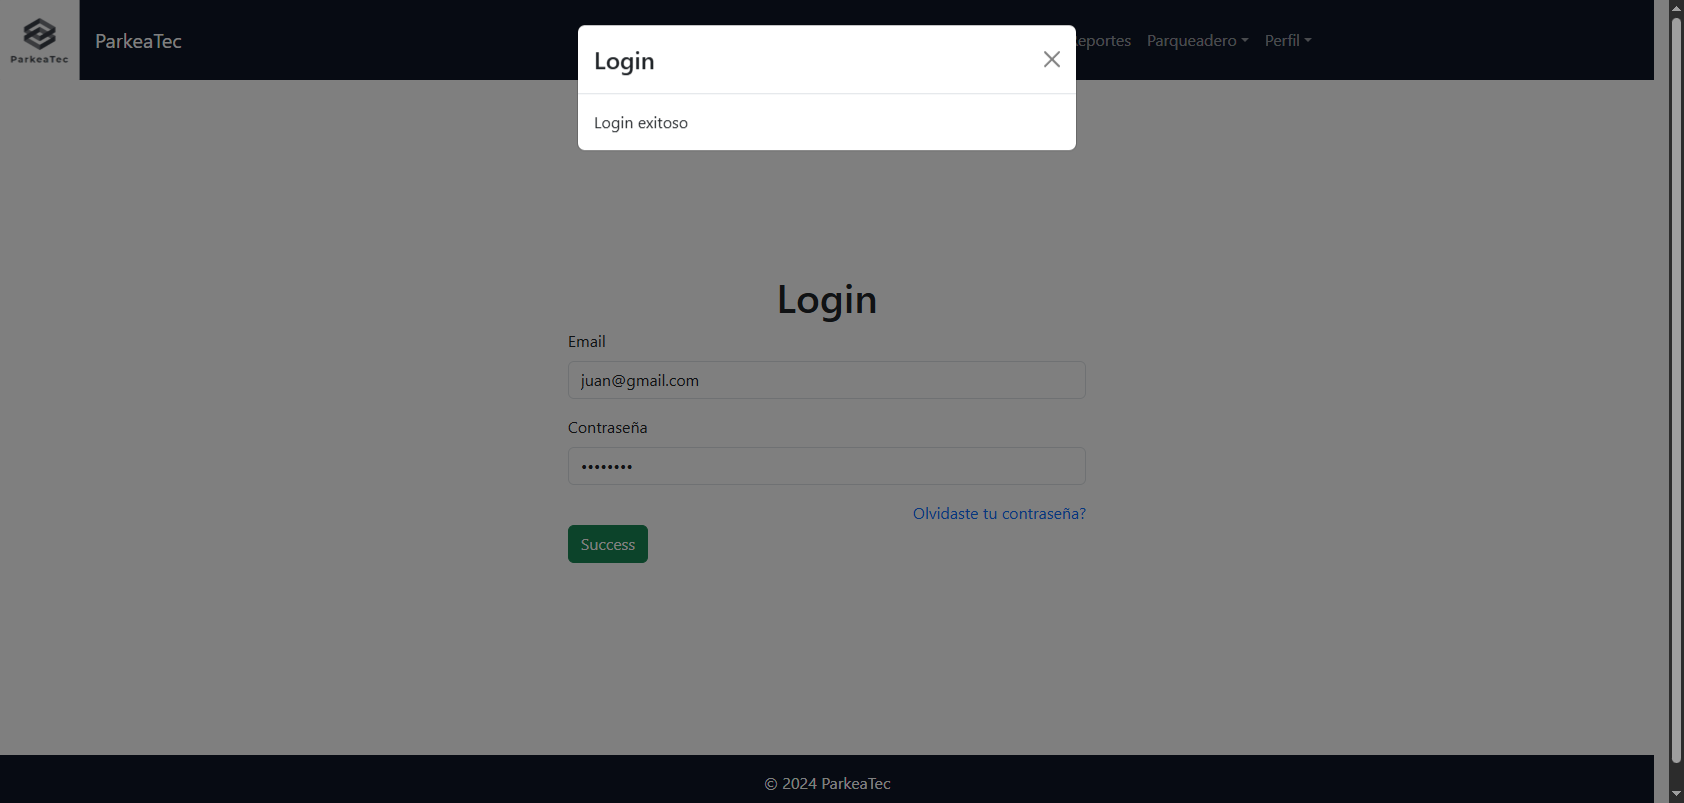 ParkeaTec
ParkeaTec
Parqueadero
Perfil
Login
Login exitoso
Login
Email
juan@gmail.com
Contraseña
Olvidaste tu contraseña?
Success
© 2024 ParkeaTec